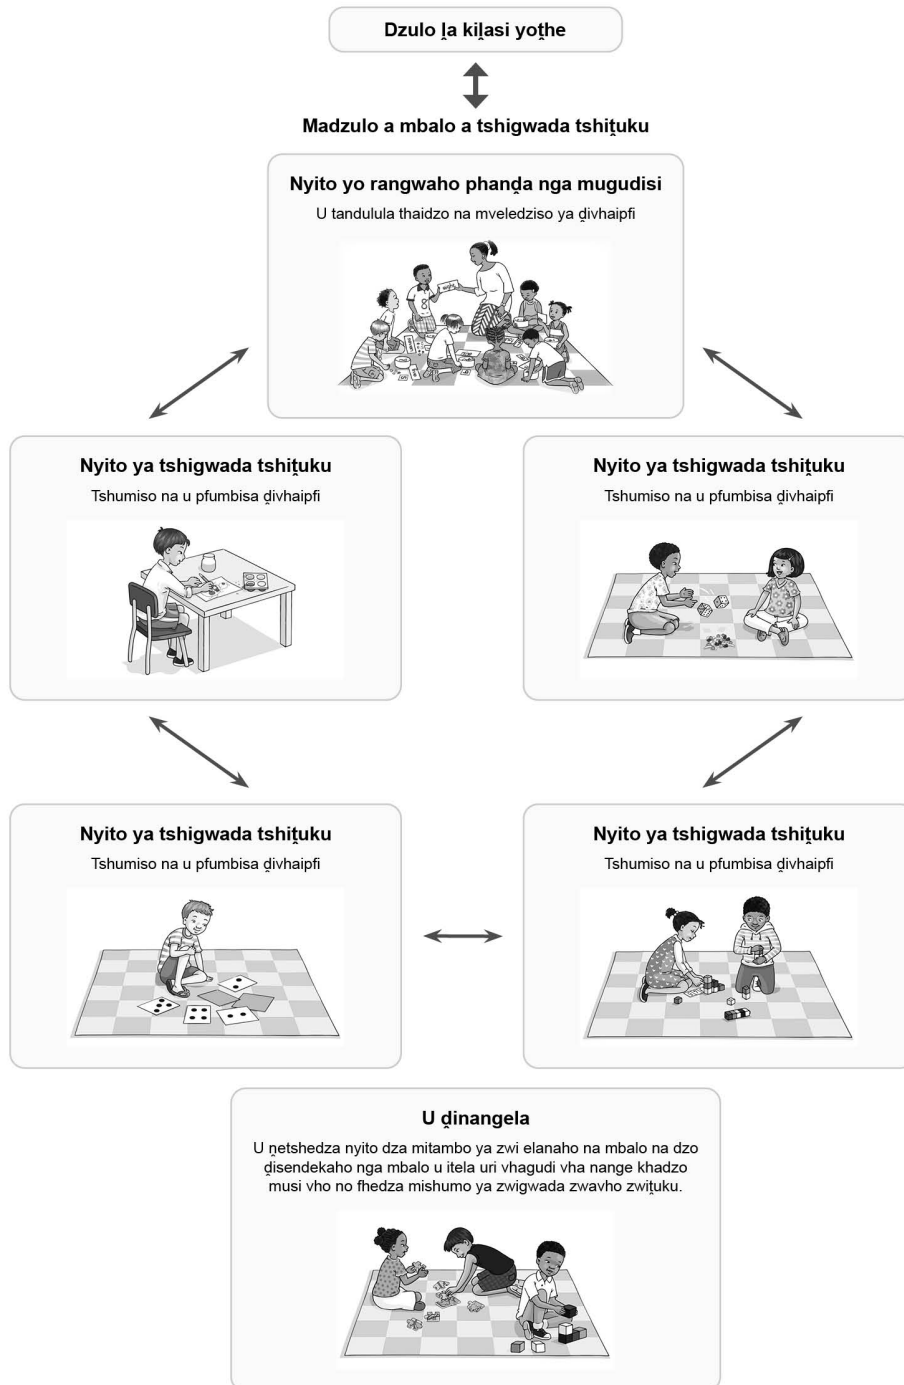 Dzulo ḽa kiḽasi yoṱhe
Madzulo a mbalo a tshigwada tshiṱuku
Nyito yo rangwaho phanḓa nga mugudisi
U tandulula thaidzo na mveledziso ya ḓivhaipfi
Nyito ya tshigwada tshiṱuku
Tshumiso na u pfumbisa ḓivhaipfi
Nyito ya tshigwada tshiṱuku
Tshumiso na u pfumbisa ḓivhaipfi
Nyito ya tshigwada tshiṱuku
Tshumiso na u pfumbisa ḓivhaipfi
Nyito ya tshigwada tshiṱuku
Tshumiso na u pfumbisa ḓivhaipfi
U ḓinangela
U ṋetshedza nyito dza mitambo ya zwi elanaho na mbalo na dzo
ḓisendekaho nga mbalo u itela uri vhagudi vha nange khadzo
musi vho no fhedza mishumo ya zwigwada zwavho zwiṱuku.